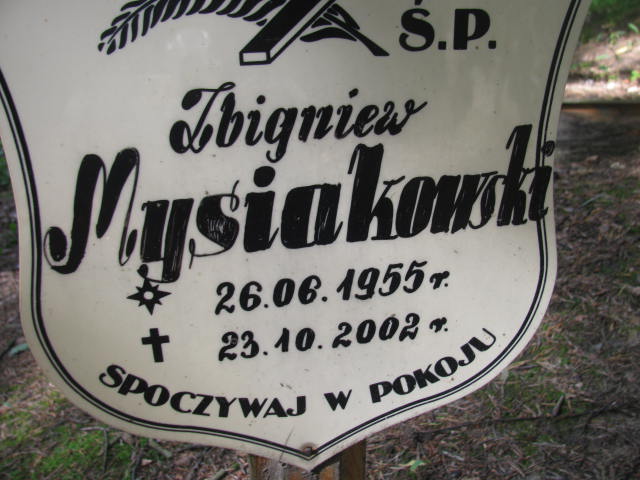 Ś.P.
Zbigniew
Mysiakowski
26.06.1955 r.
23.10.2002 r.
SPOCZYWAJ W POKOJU